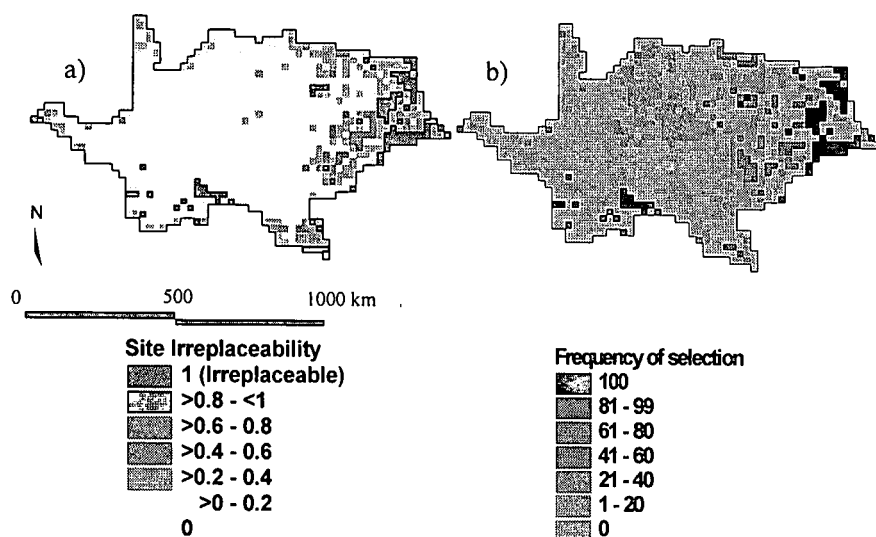 a)
b)
N
0 500 1000 km
Site Irreplaceability
1 (Irreplaceable)
>0.8 - <1
>0.6 - 0.8
>0.4 - 0.6
>0.2 - 0.4
>0 - 0.2
0
Frequency of selection
100
81 - 99
61 - 80
41 - 60
21 - 40
1 - 20
0